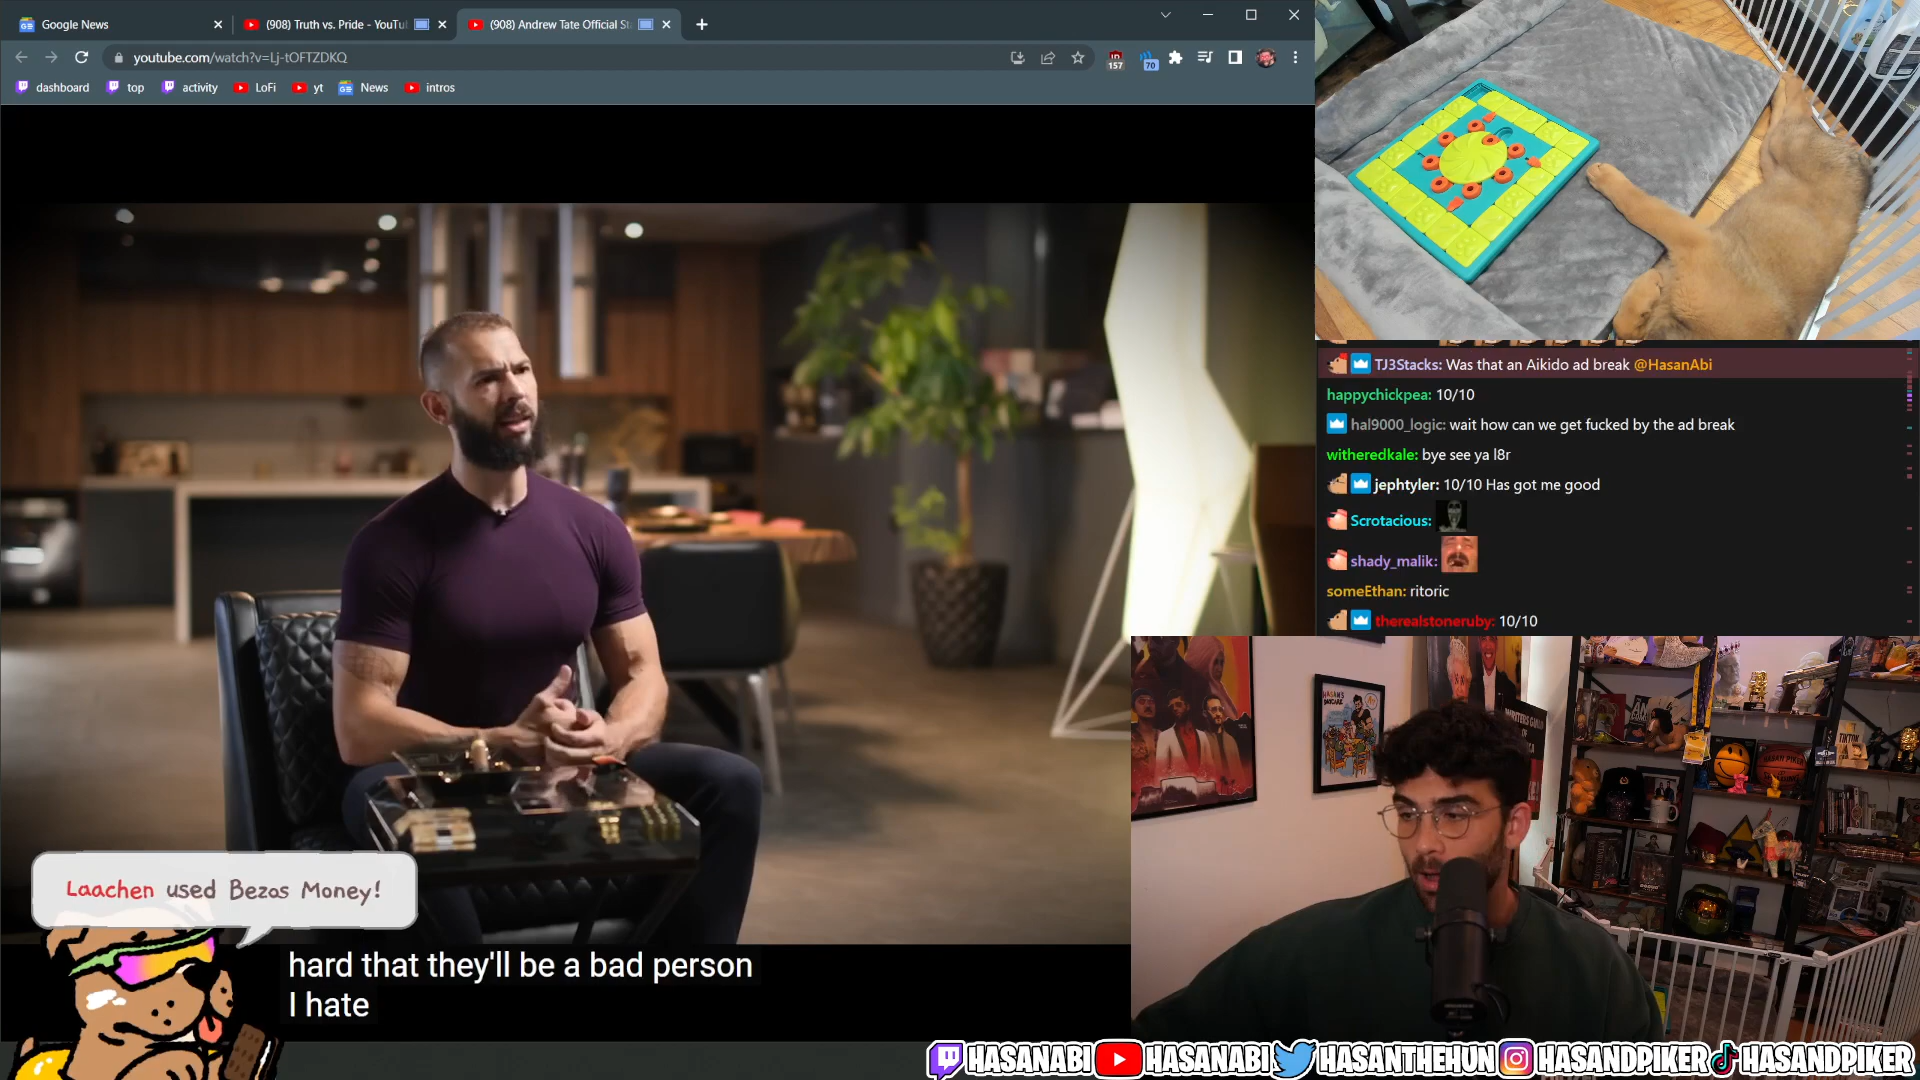 Google News
(908) Truth vs. Pride - YouTu
(908) Andrew Tate Official St
youtube.com/watch?v=Lj-tOFTZDKQ
157
70
dashboard
top
activity
LoFi
yt
News
intros
TJ3Stacks: Was that an Aikido ad break @HasanAbi
happychickpea: 10/10
hal9000_logic: wait how can we get fucked by the ad break
witheredkale: bye see ya l8r
jephtyler: 10/10 Has got me good
Scrotacious:
shady_malik:
someEthan: ritoric
therealstoneruby: 10/10
HASAN'S
DAYCARE
Laachen used Bezos Money!
hard that they'll be a bad person
I hate
HASANABI
HASANABI
HASANTHEHUN
HASANDPIKER
HASANDPIKER